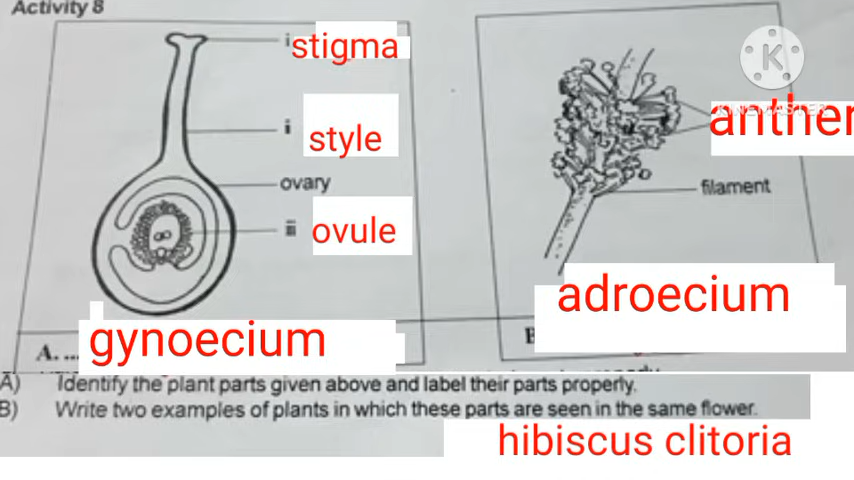 Activity 8
i stigma
K
KINEMASTER
anther
i style
ovary
filament
iii ovule
adroecium
gynoecium
A. ...
A) Identify the plant parts given above and label their parts properly.
B) Write two examples of plants in which these parts are seen in the same flower.
hibiscus clitoria